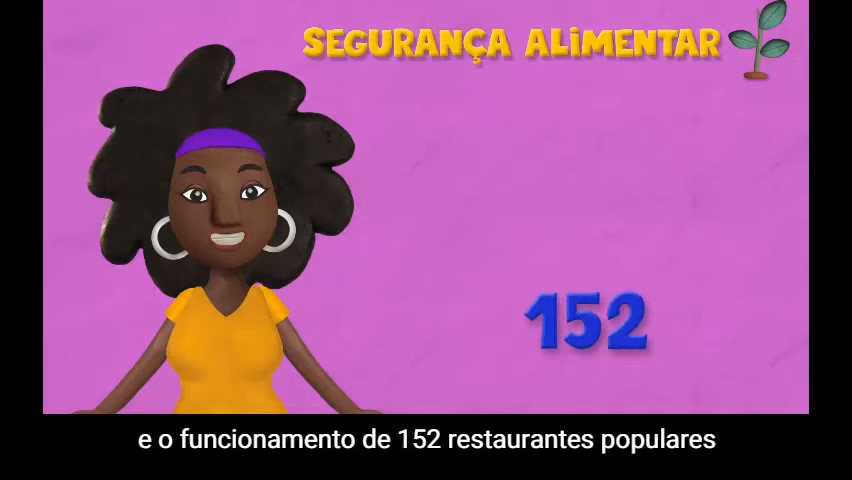 SEGURANÇA ALIMENTAR
152
e o funcionamento de 152 restaurantes populares